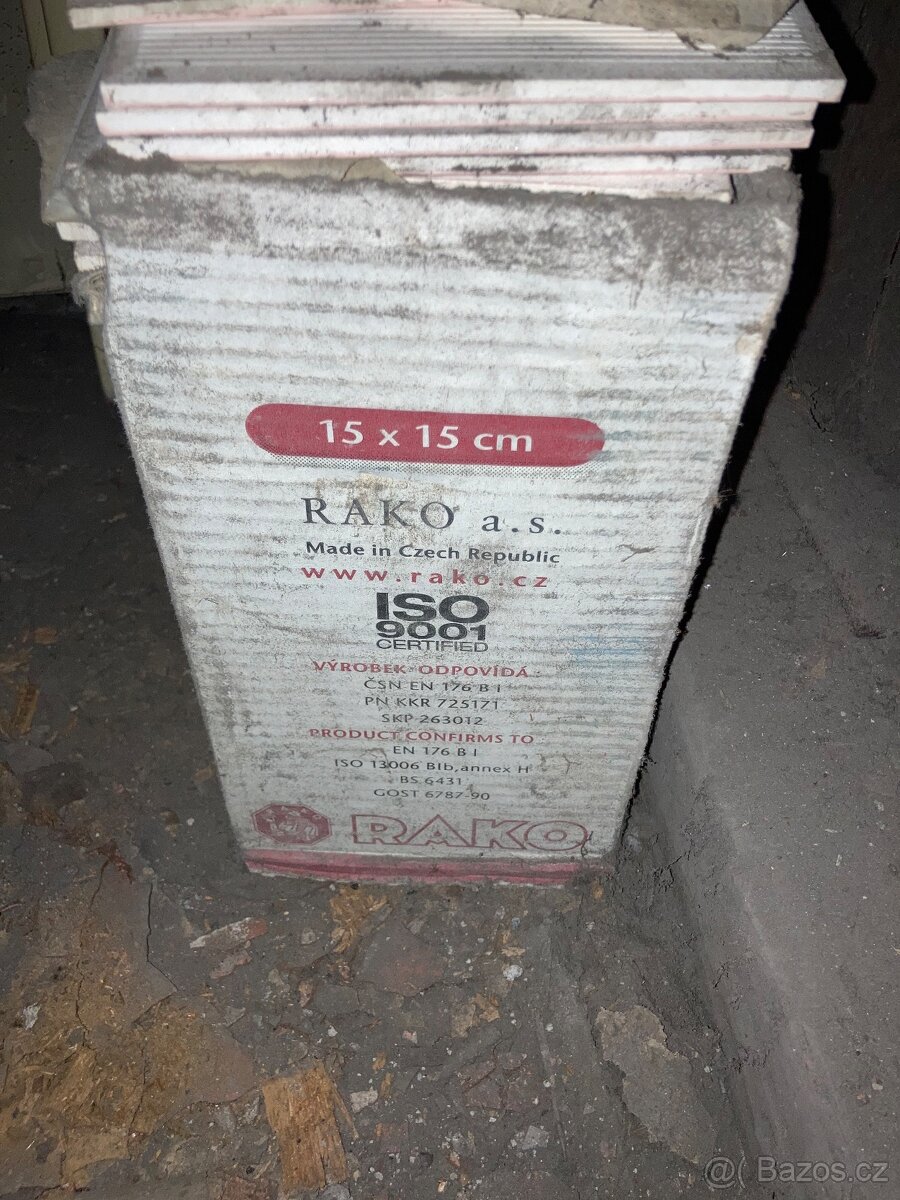 15 x 15 cm
RAKO a.s.
Made in Czech Republic
www.rako.cz
ISO
9001
CERTIFIED
VÝROBEK ODPOVÍDÁ :
ČSN EN 176 B I
PN KKR 725171
SKP 263012
PRODUCT CONFIRMS TO
EN 176 B I
ISO 13006 BIb,annex H
BS 6431
GOST 6787-90
RAKO
@( Bazos.cz